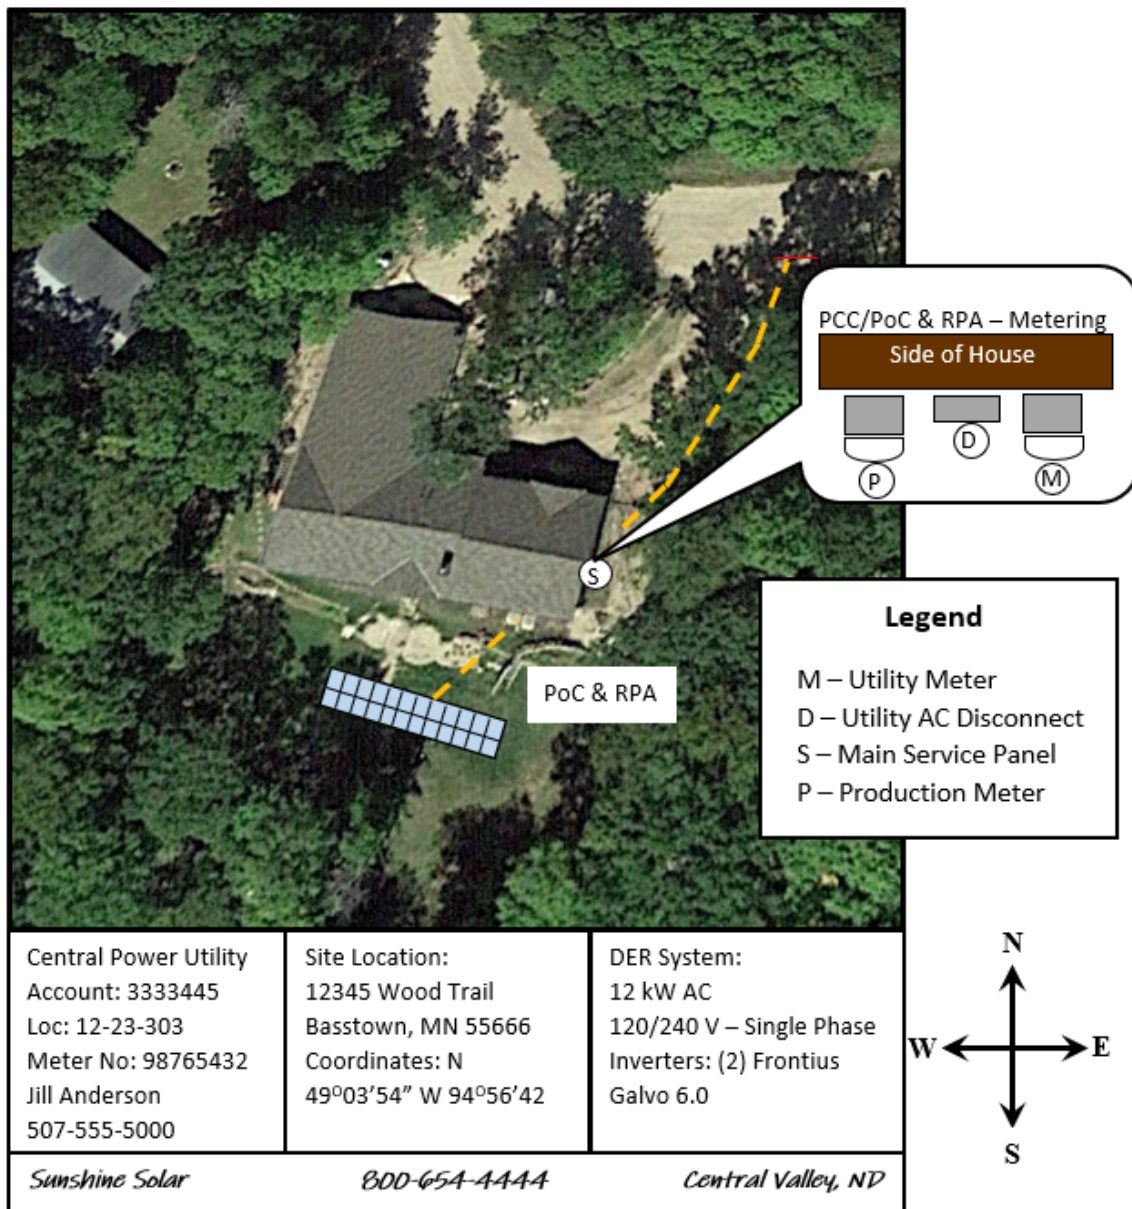 PCC/PoC & RPA – Metering
Side of House
P
D
M
S
PoC & RPA
Legend
M – Utility Meter
D – Utility AC Disconnect
S – Main Service Panel
P – Production Meter
Central Power Utility
Account: 3333445
Loc: 12-23-303
Meter No: 98765432
Jill Anderson
507-555-5000
Site Location:
12345 Wood Trail
Basstown, MN 55666
Coordinates: N
49⁰03’54” W 94⁰56’42
DER System:
12 kW AC
120/240 V – Single Phase
Inverters: (2) Frontius
Galvo 6.0
N
W
E
S
Sunshine Solar
800-654-4444
Central Valley, ND